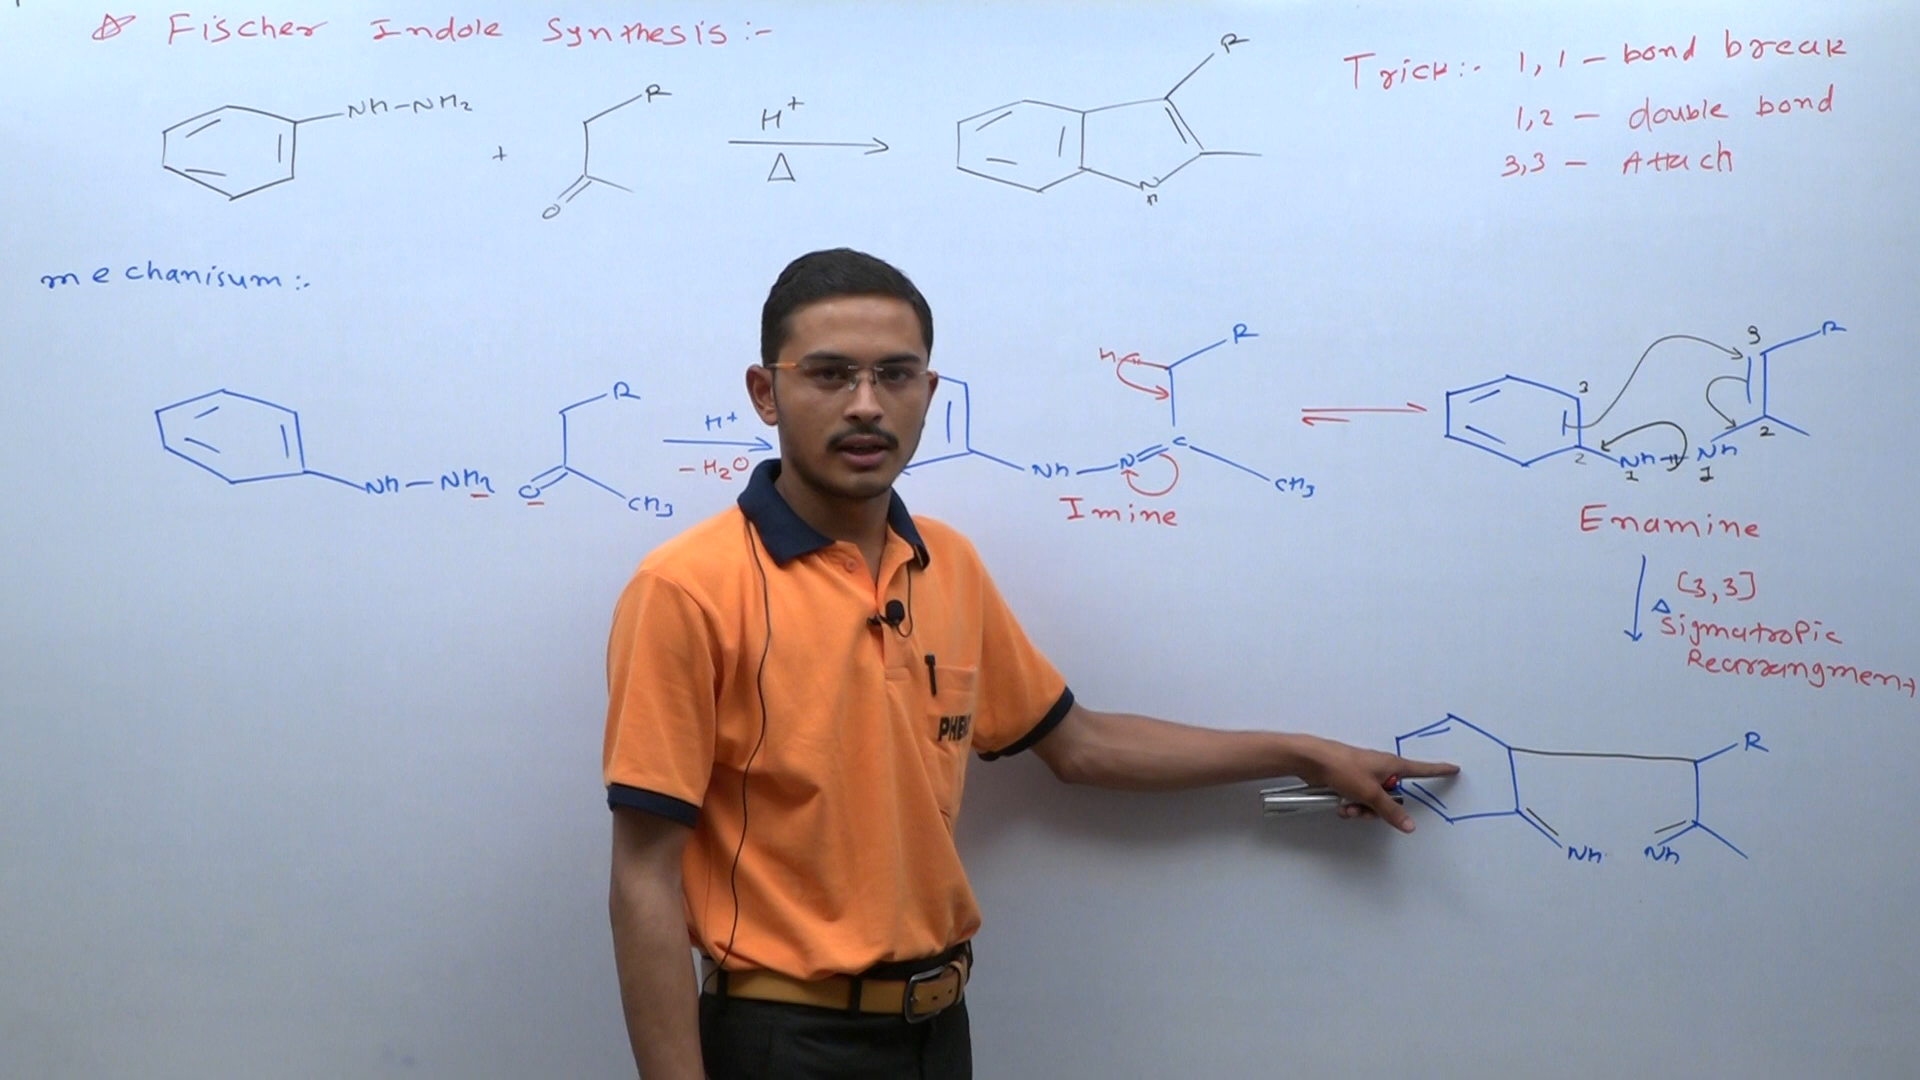 Fischer Indole Synthesis :-
Trick:- 1,1 - bond break
1,2 - double bond
3,3 - Attach
NH-NH2
+
R
O
H+
Δ
R
N
H
mechanisum :-
NH-NH2
R
O
CH3
H+
-H2O
NH-N
H
R
C
CH3
Imine
3
2
NH
1
NH
1
2
3
R
Enamine
[3,3]
Δ
Sigmatropic
Rearrangment
R
NH
NH